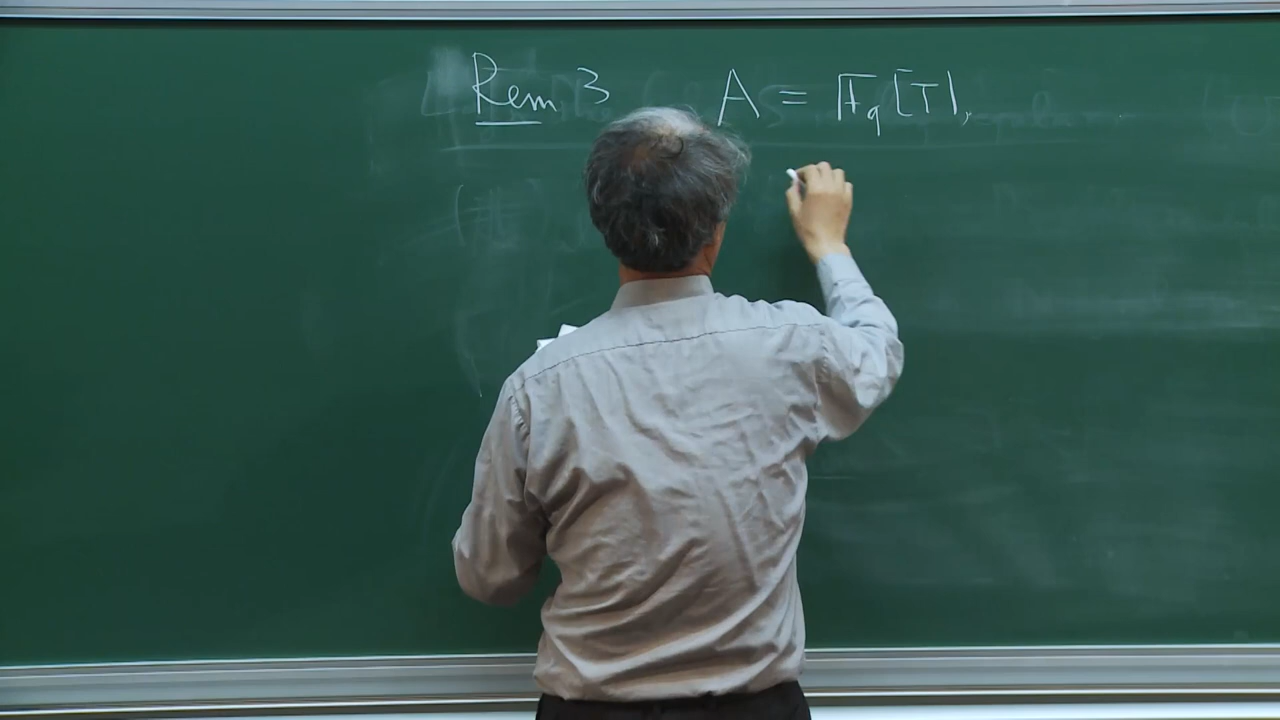 Rem 3 A = 𝔽_q [T],